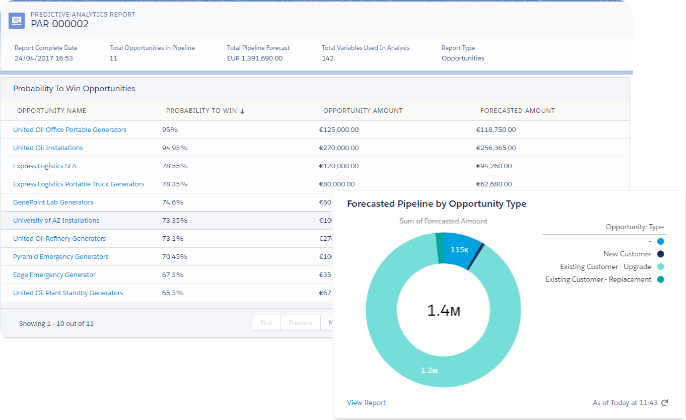 PREDICTIVE ANALYTICS REPORT
PAR 000002
Report Complete Date Total Opportunities in Pipeline Total Pipeline Forecast Total Variables Used In Analysis Report Type
24/04/2017 16:53 11 EUR 1,391,690.00 142 Opportunities
Probability To Win Opportunities
OPPORTUNITY NAME PROBABILITY TO WIN ↓ OPPORTUNITY AMOUNT FORECASTED AMOUNT
United Oil Office Portable Generators 95% €125,000.00 €118,750.00
United Oil Installations 94.95% €270,000.00 €256,365.00
Express Logistics SLA 78.55% €120,000.00 €94,260.00
Express Logistics Portable Truck Generators 78.35% €80,000.00 €62,680.00
GenePoint Lab Generators 74.6% €60
University of AZ Installations 73.35% €10
United Oil Refinery Generators 73.1% €27
Pyramid Emergency Generators 70.45% €10
Edge Emergency Generator 67.3% €35
United Oil Plant Standby Generators 65.3% €67
Showing 1 - 10 out of 11 First Previous
Forecasted Pipeline by Opportunity Type
Sum of Forecasted Amount
Opportunity: Type
-
New Customer
Existing Customer - Upgrade
Existing Customer - Replacement
115K
1.4M
1.2M
View Report As of Today at 11:43